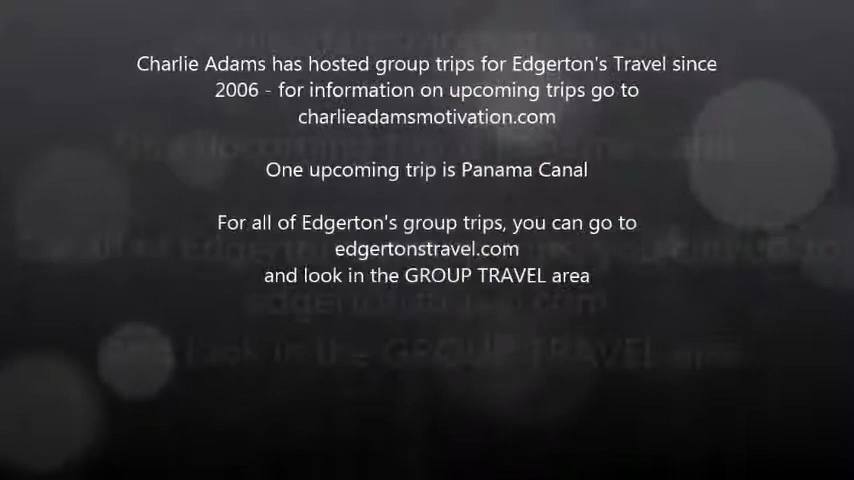 Charlie Adams has hosted group trips for Edgerton's Travel since
2006 - for information on upcoming trips go to
charlieadamsmotivation.com
One upcoming trip is Panama Canal
For all of Edgerton's group trips, you can go to
edgertonstravel.com
and look in the GROUP TRAVEL area